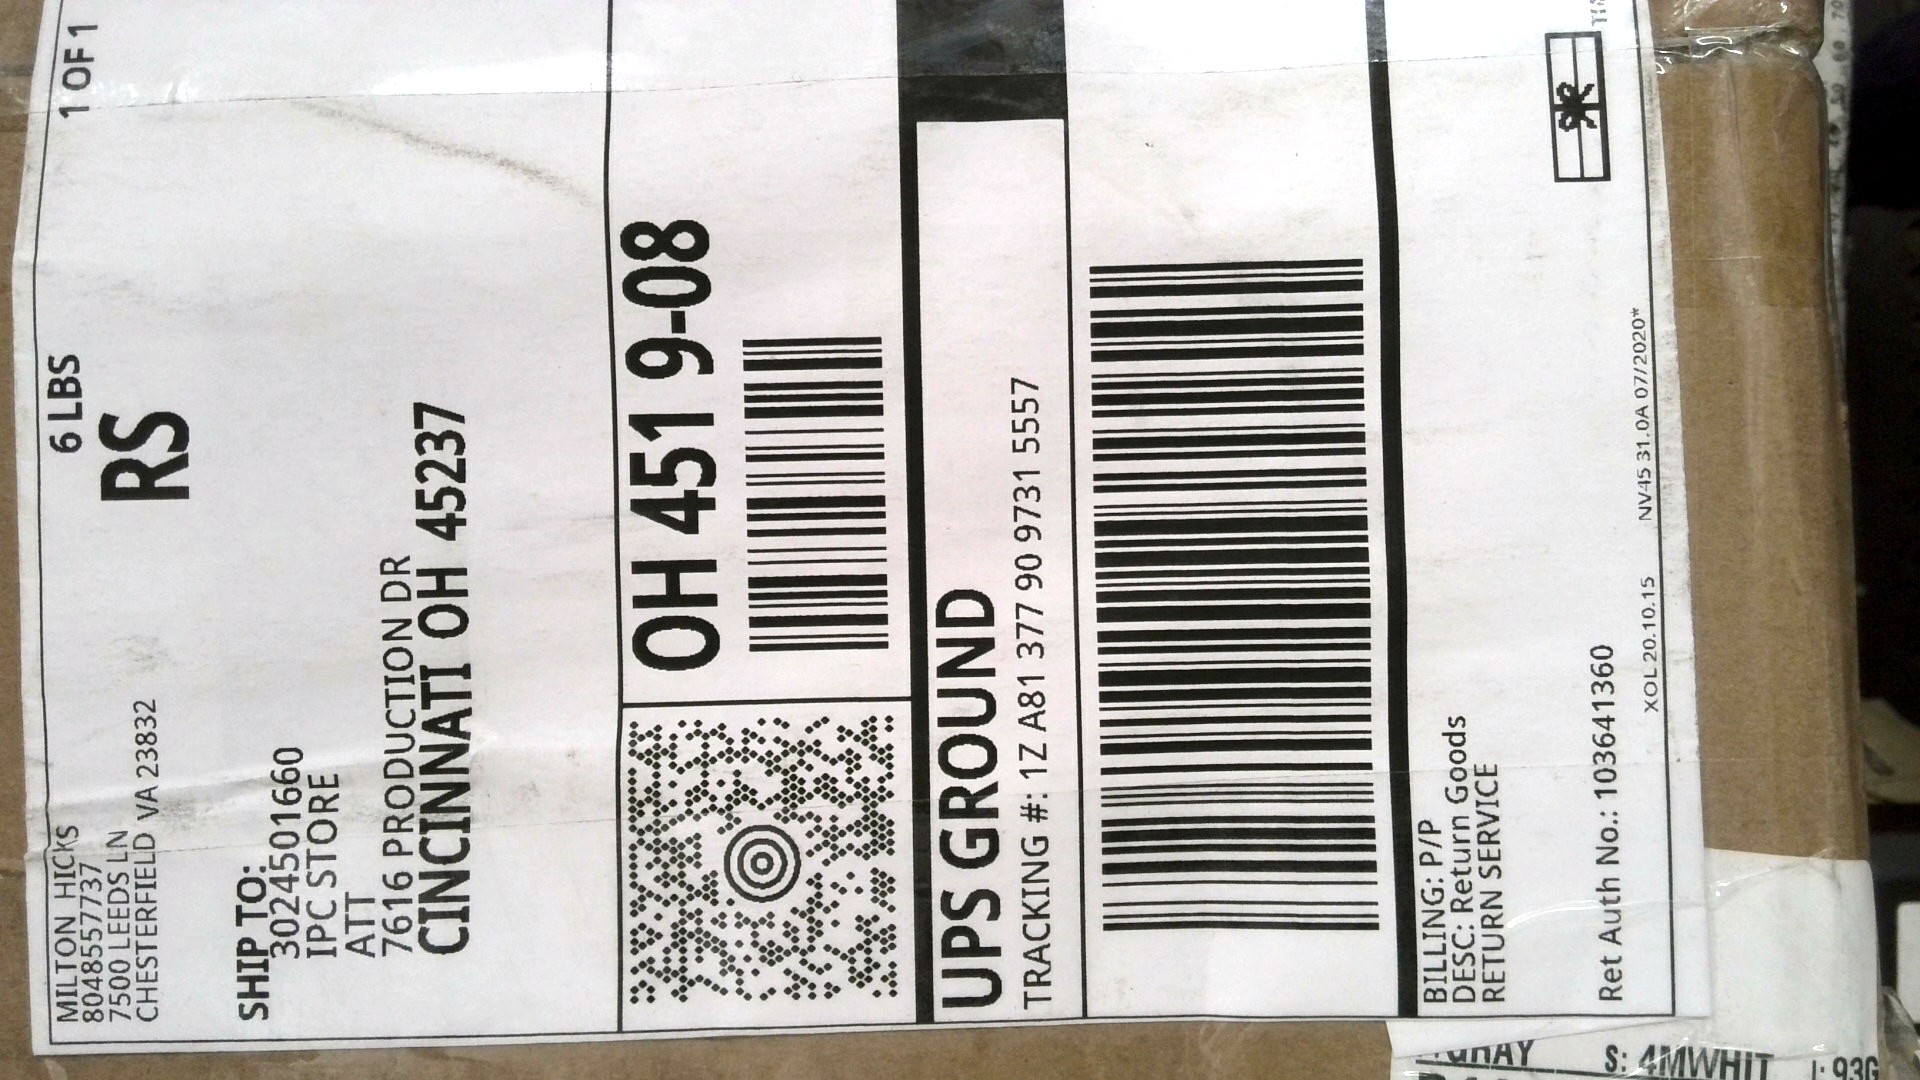 MILTON HICKS
8048557737
7500 LEEDS LN
CHESTERFIELD VA 23832
6 LBS
1 OF 1
RS
SHIP TO:
3024501660
IPC STORE
ATT
7616 PRODUCTION DR
CINCINNATI OH 45237
OH 451 9-08
UPS GROUND
TRACKING #: 1Z A81 377 90 9731 5557
BILLING: P/P
DESC: Return Goods
RETURN SERVICE
Ret Auth No.: 103641360
XOL 20.10.15
NV45 31.0A 07/2020*
S: 4MWHIT
I: 93G